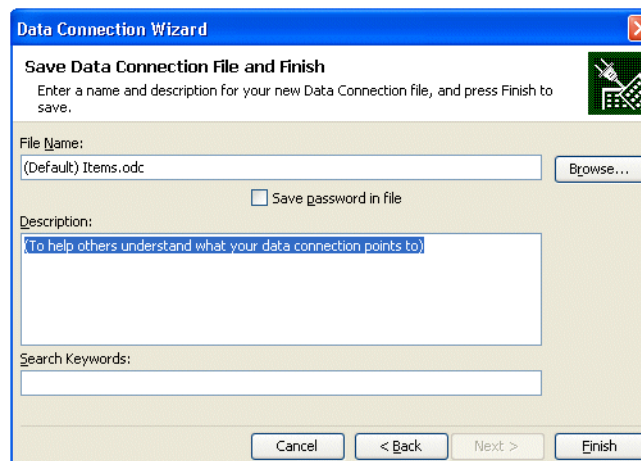 Data Connection Wizard
Save Data Connection File and Finish
Enter a name and description for your new Data Connection file, and press Finish to
save.
File Name:
(Default) Items.odc
Browse...
Save password in file
Description:
(To help others understand what your data connection points to)
Search Keywords:
Cancel < Back Next > Finish